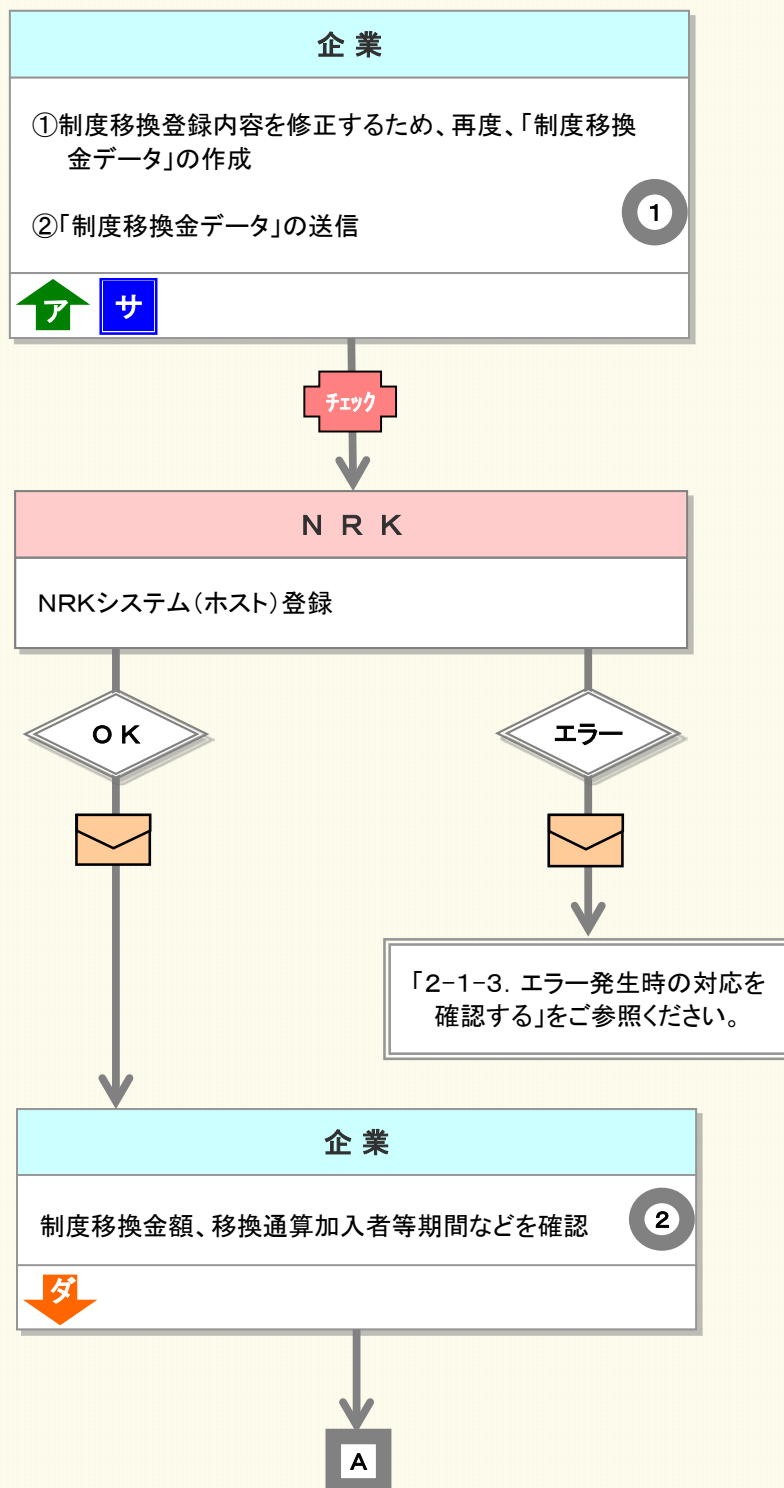 企 業
①制度移換登録内容を修正するため、再度、「制度移換
金データ」の作成
②「制度移換金データ」の送信
1
ア
サ
チェック
N R K
NRKシステム(ホスト)登録
OK
エラー
「2-1-3. エラー発生時の対応を
確認する」をご参照ください。
企 業
制度移換金額、移換通算加入者等期間などを確認
2
ダ
A